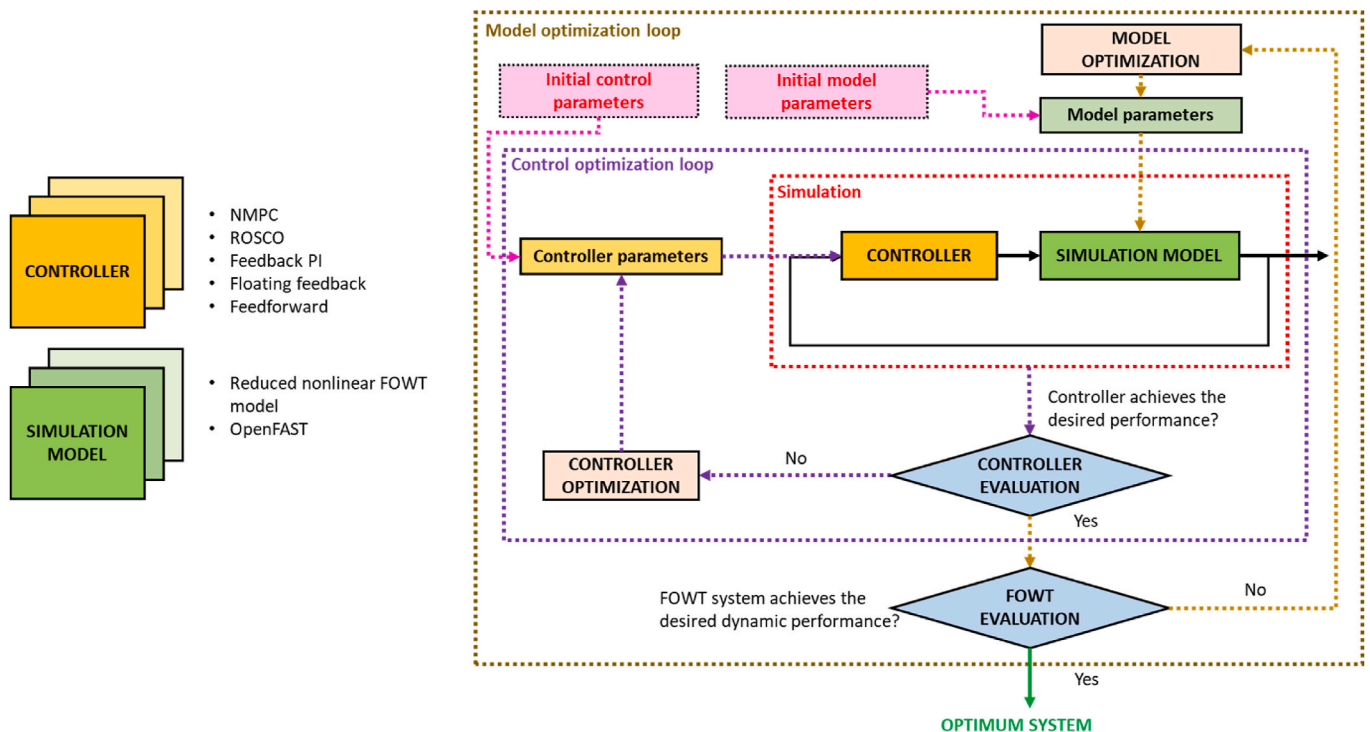 CONTROLLER
• NMPC
• ROSCO
• Feedback PI
• Floating feedback
• Feedforward
SIMULATION
MODEL
• Reduced nonlinear FOWT
model
• OpenFAST
Model optimization loop
Initial control
parameters
Initial model
parameters
MODEL
OPTIMIZATION
Model parameters
Control optimization loop
Simulation
Controller parameters
CONTROLLER
SIMULATION MODEL
Controller achieves the
desired performance?
CONTROLLER
OPTIMIZATION
No
CONTROLLER
EVALUATION
Yes
FOWT system achieves the
desired dynamic performance?
FOWT
EVALUATION
No
Yes
OPTIMUM SYSTEM